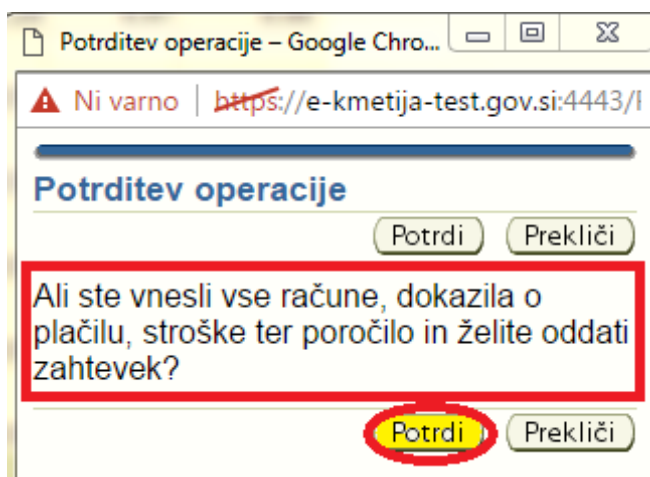 Potrditev operacije – Google Chro...
Ni varno | https://e-kmetija-test.gov.si:4443/
Potrditev operacije
Potrdi Prekliči
Ali ste vnesli vse račune, dokazila o
plačilu, stroške ter poročilo in želite oddati
zahtevek?
Potrdi Prekliči